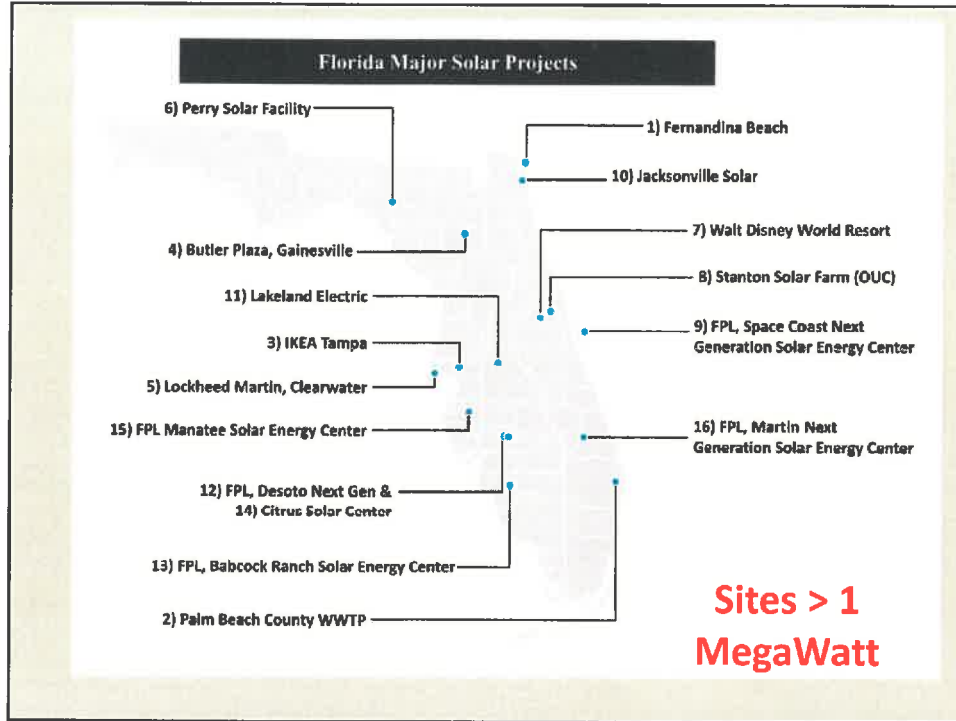 Florida Major Solar Projects
6) Perry Solar Facility
1) Fernandina Beach
10) Jacksonville Solar
7) Walt Disney World Resort
4) Butler Plaza, Gainesville
8) Stanton Solar Farm (OUC)
11) Lakeland Electric
9) FPL, Space Coast Next
Generation Solar Energy Center
3) IKEA Tampa
5) Lockheed Martin, Clearwater
15) FPL Manatee Solar Energy Center
16) FPL, Martin Next
Generation Solar Energy Center
12) FPL, Desoto Next Gen &
14) Citrus Solar Center
13) FPL, Babcock Ranch Solar Energy Center
2) Palm Beach County WWTP
Sites > 1
MegaWatt